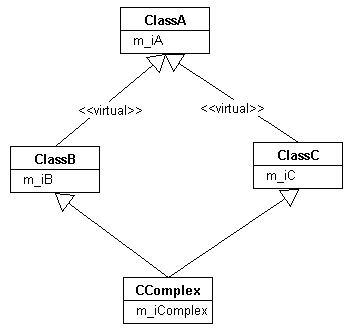 ClassA
m_iA
<<virtual>> <<virtual>>
ClassB ClassC
m_iB m_iC
CComplex
m_iComplex